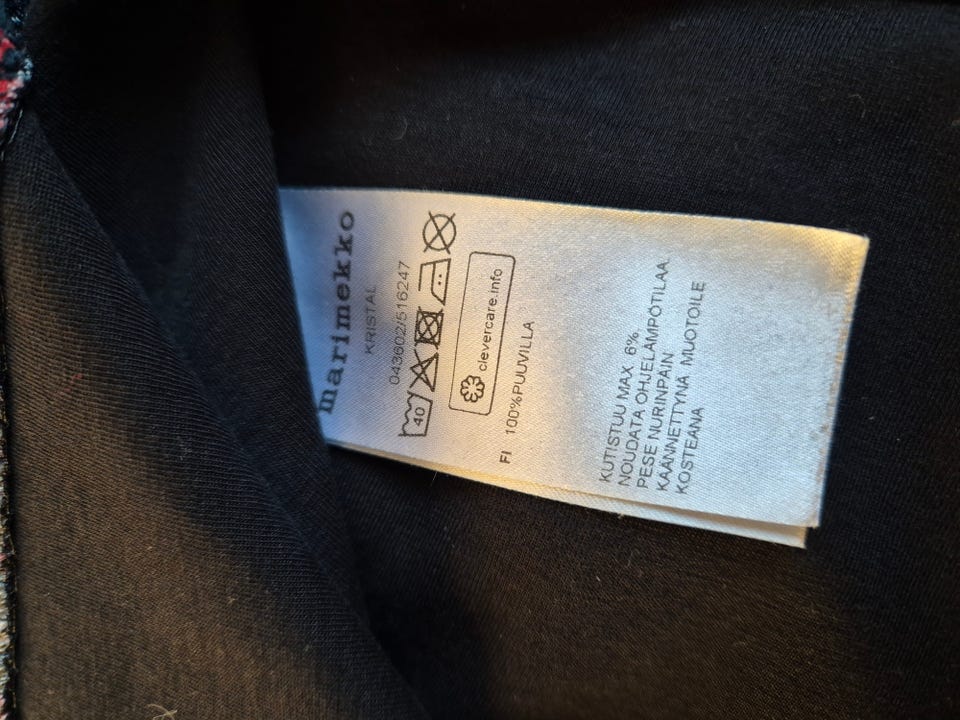 marimekko
KRISTAL
043602/516247
40
clevercare.info
FI 100%PUUVILLA
KUTISTUU MAX 6%.
NOUDATA OHJELÄMPÖTILAA.
PESE NURINPÄIN
KÄÄNNETTYNÄ MUOTOILE
KOSTEANA